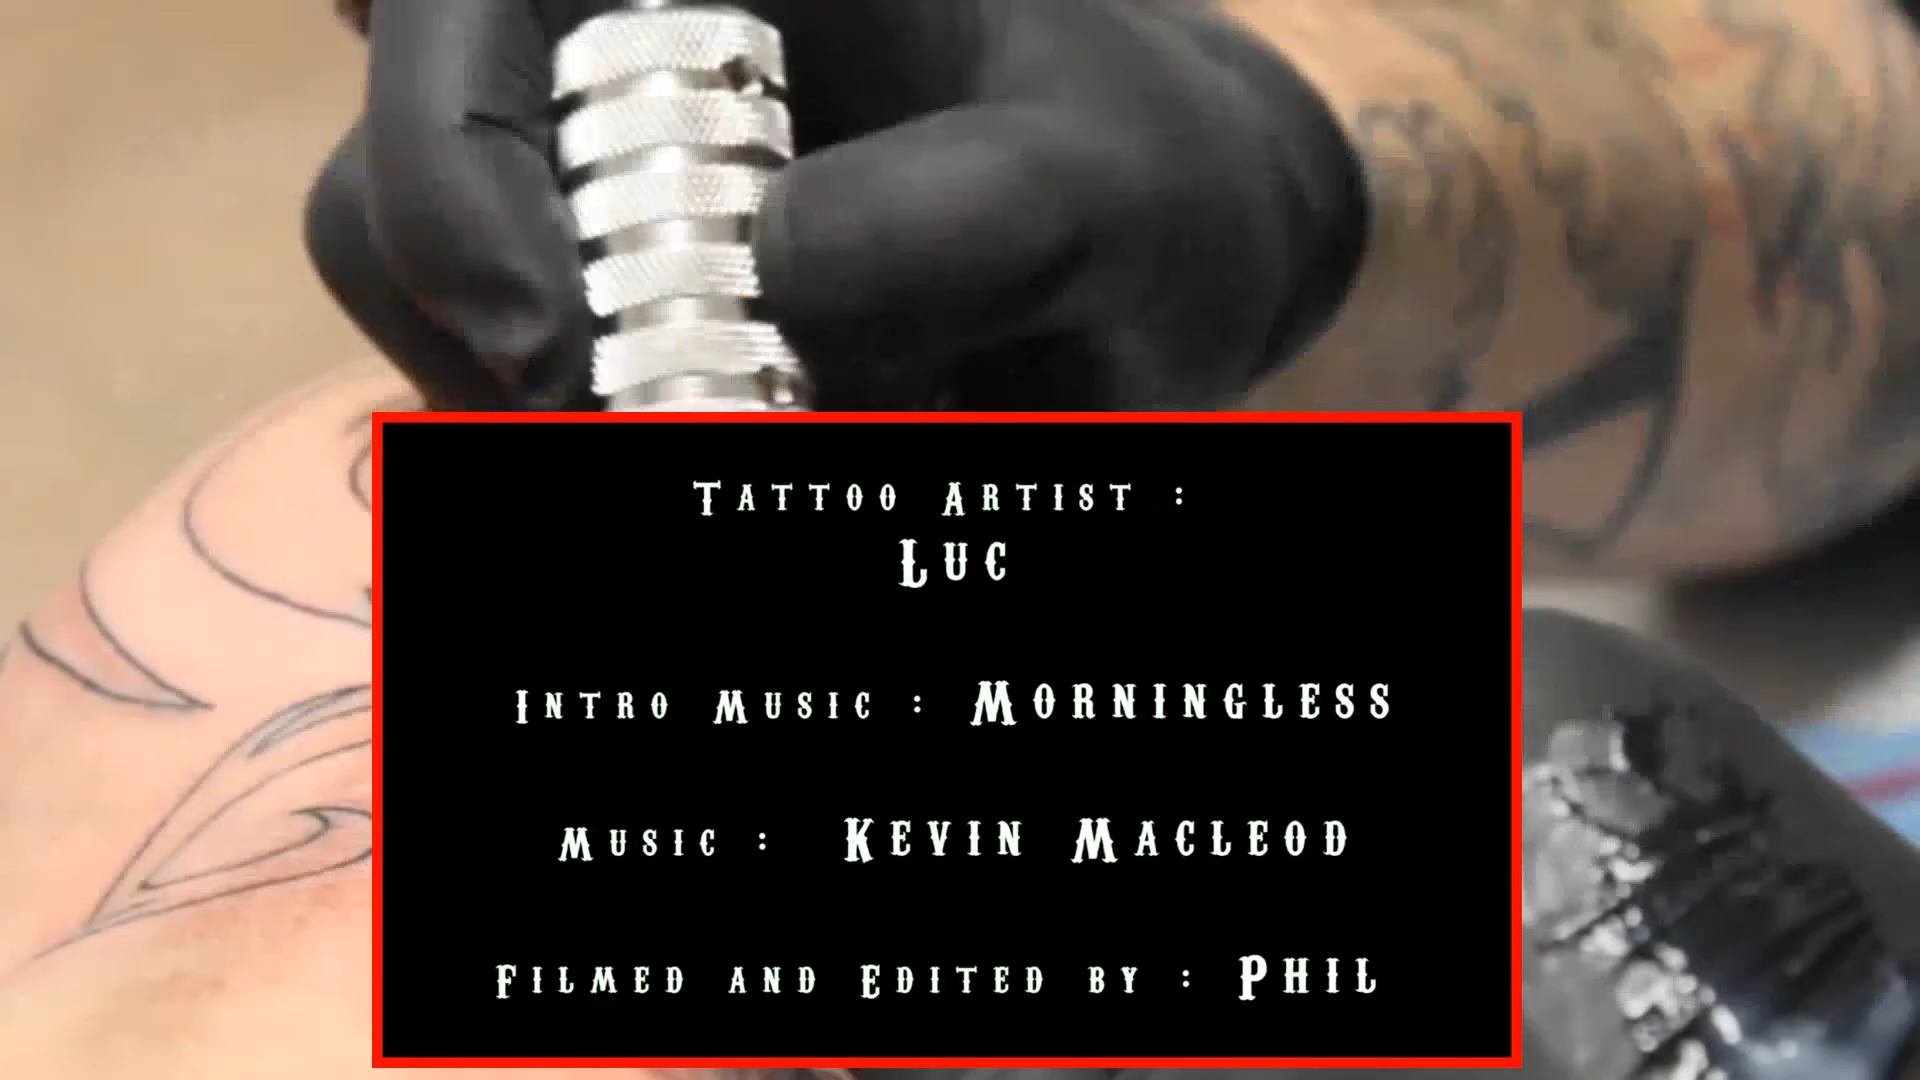 Tattoo Artist :
Luc
Intro Music : Morningless
Music : Kevin Macleod
Filmed and Edited by : Phil